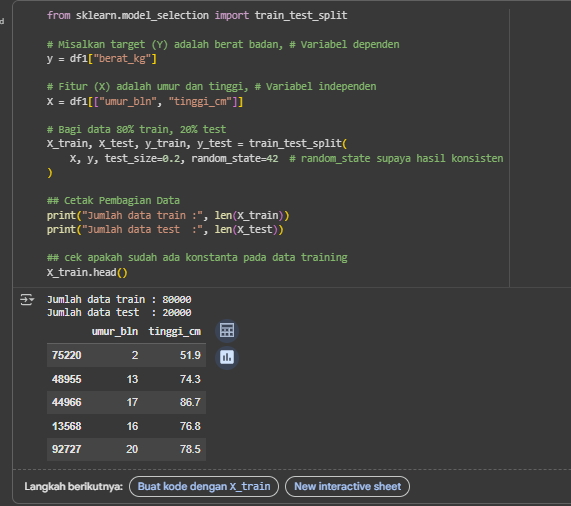 d
from sklearn.model_selection import train_test_split
# Misalkan target (Y) adalah berat badan, # Variabel dependen
y = df1["berat_kg"]
# Fitur (X) adalah umur dan tinggi, # Variabel independen
X = df1[["umur_bln", "tinggi_cm"]]
# Bagi data 80% train, 20% test
X_train, X_test, y_train, y_test = train_test_split(
X, y, test_size=0.2, random_state=42 # random_state supaya hasil konsisten
)
## Cetak Pembagian Data
print("Jumlah data train :", len(X_train))
print("Jumlah data test  :", len(X_test))
## cek apakah sudah ada konstanta pada data training
X_train.head()
Jumlah data train : 80000
Jumlah data test  : 20000
umur_bln tinggi_cm
75220 2 51.9
48955 13 74.3
44966 17 86.7
13568 16 76.8
92727 20 78.5
Langkah berikutnya: Buat kode dengan X_train New interactive sheet